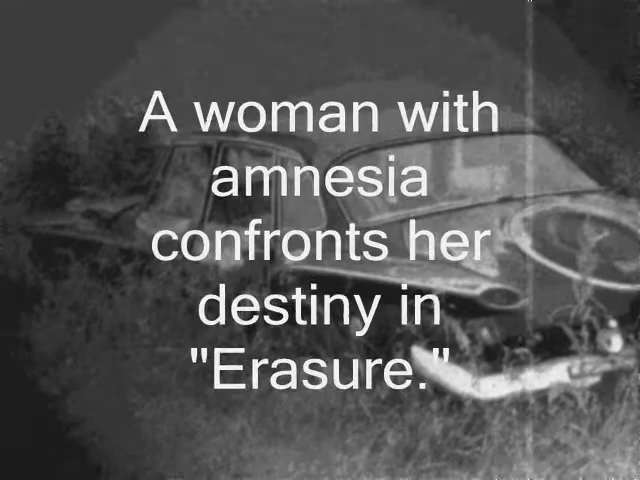 A woman with
amnesia
confronts her
destiny in
"Erasure."